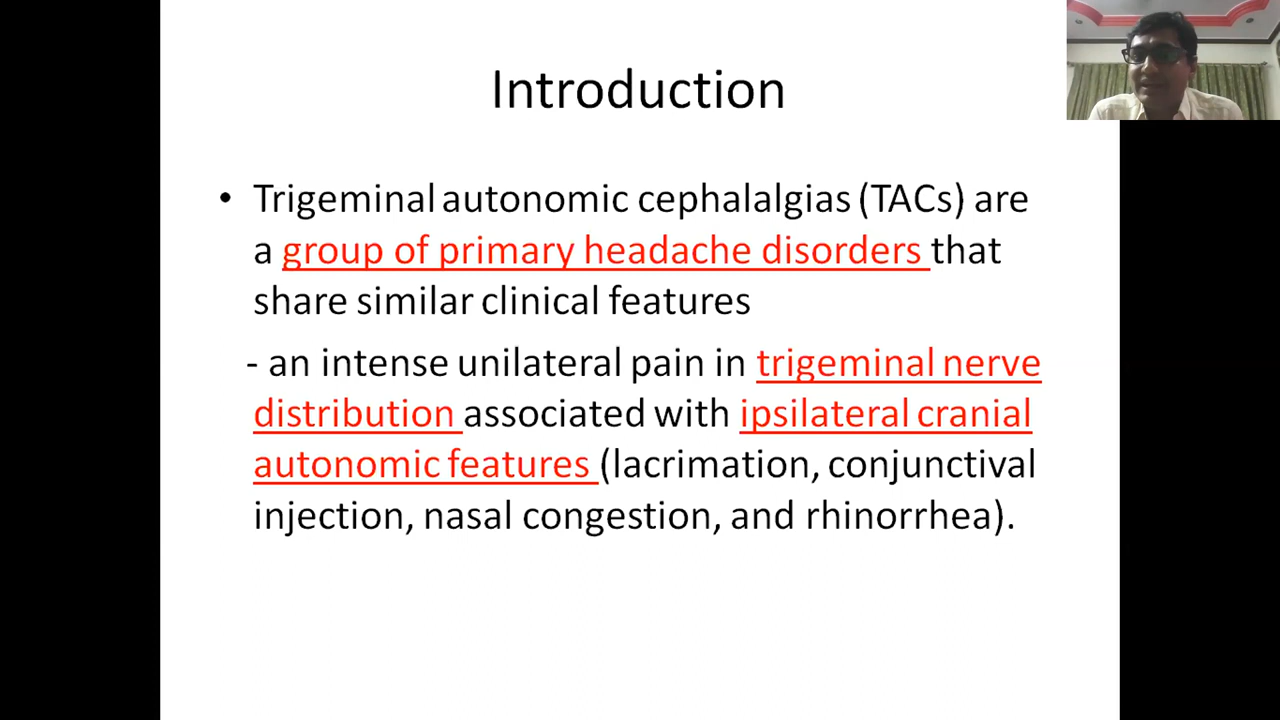 Introduction
• Trigeminal autonomic cephalalgias (TACs) are
a group of primary headache disorders that
share similar clinical features
- an intense unilateral pain in trigeminal nerve
distribution associated with ipsilateral cranial
autonomic features (lacrimation, conjunctival
injection, nasal congestion, and rhinorrhea).